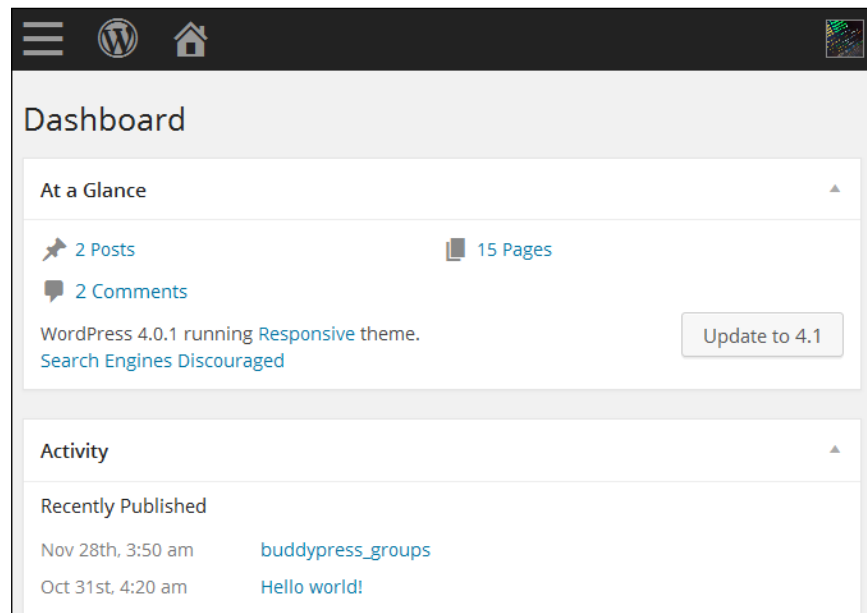 Dashboard
At a Glance
2 Posts
15 Pages
2 Comments
WordPress 4.0.1 running Responsive theme.
Update to 4.1
Search Engines Discouraged
Activity
Recently Published
Nov 28th, 3:50 am buddypress_groups
Oct 31st, 4:20 am Hello world!